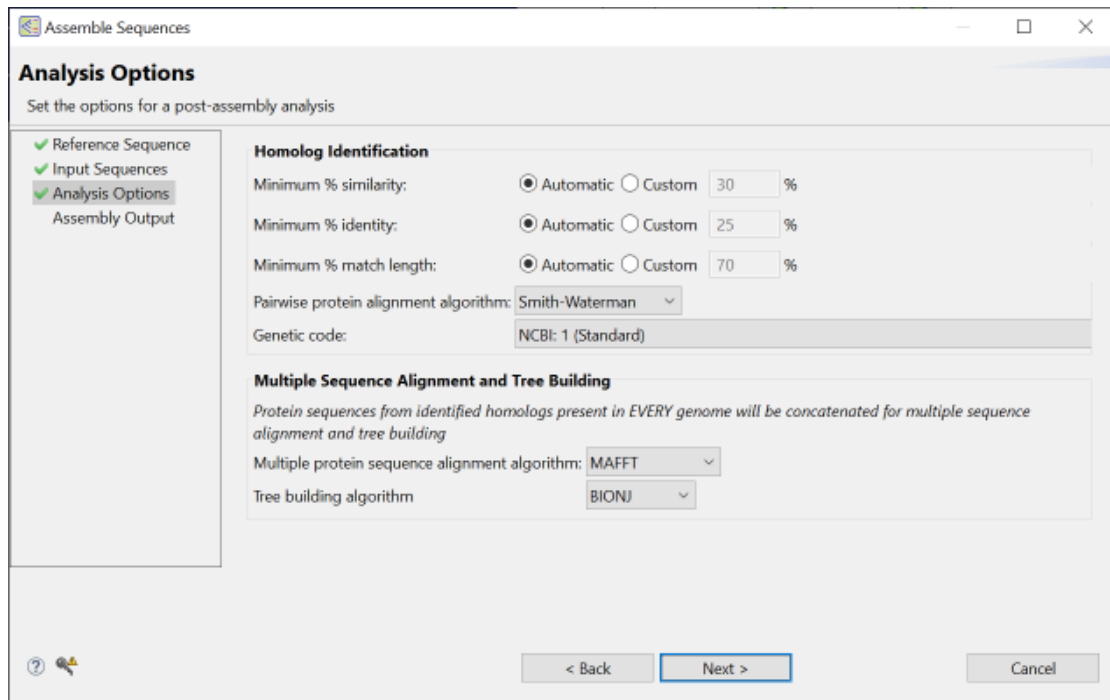 Assemble Sequences
Analysis Options
Set the options for a post-assembly analysis
Reference Sequence
Input Sequences
Analysis Options
Assembly Output
Homolog Identification
Minimum % similarity: Automatic Custom 30 %
Minimum % identity: Automatic Custom 25 %
Minimum % match length: Automatic Custom 70 %
Pairwise protein alignment algorithm: Smith-Waterman
Genetic code: NCBI: 1 (Standard)
Multiple Sequence Alignment and Tree Building
Protein sequences from identified homologs present in EVERY genome will be concatenated for multiple sequence
alignment and tree building
Multiple protein sequence alignment algorithm: MAFFT
Tree building algorithm BIONJ
? < Back Next > Cancel